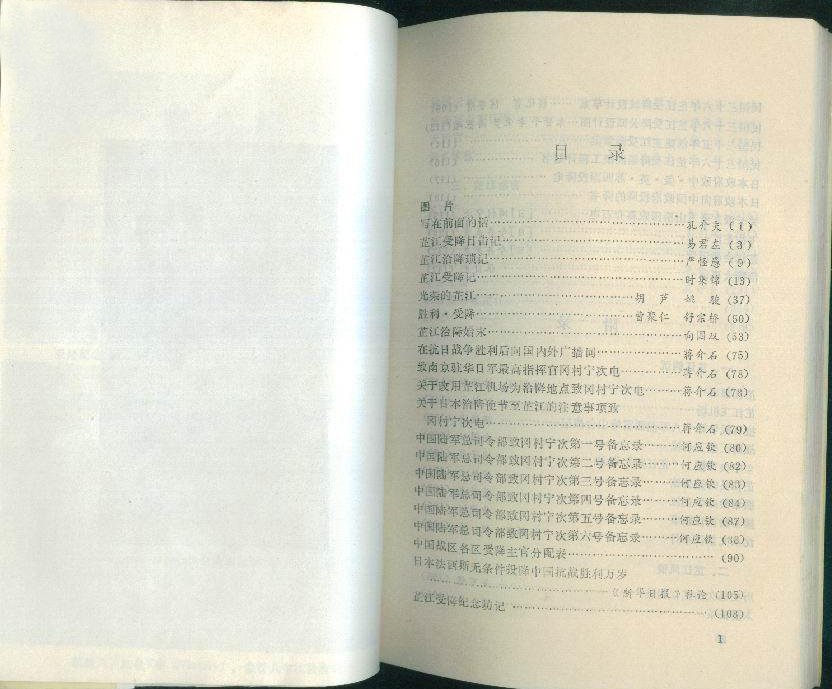 目 录
图 片
写在前面的话……………………………………孔介夫（1）
芷江受降目击记……………………………………易君左（3）
芷江洽降琐记……………………………………严怪愚（9）
芷江受降记……………………………………时集锦（13）
光荣的芷江……………………………胡 芦 姚 骏（37）
胜利·受降……………………………曾聚仁 舒宗桥（50）
芷江洽降始末……………………………………向国双（53）
在抗日战争胜利后向国内外广播词……………蒋介石（75）
致南京驻华日军最高指挥官冈村宁次电………蒋介石（78）
关于改用芷江机场为洽降地点致冈村宁次电……蒋介石（78）
关于日本洽降使节至芷江的注意事项致
冈村宁次电……………………………………蒋介石（79）
中国陆军总司令部致冈村宁次第一号备忘录……何应钦（80）
中国陆军总司令部致冈村宁次第二号备忘录……何应钦（82）
中国陆军总司令部致冈村宁次第三号备忘录……何应钦（83）
中国陆军总司令部致冈村宁次第四号备忘录……何应钦（84）
中国陆军总司令部致冈村宁次第五号备忘录……何应钦（87）
中国陆军总司令部致冈村宁次第六号备忘录……何应钦（88）
中国战区各区受降主官分配表……………………………（90）
日本法西斯无条件投降中国抗战胜利万岁
……………………………………《新华日报》社论（105）
芷江受降纪念坊记……………………………………（108）
1